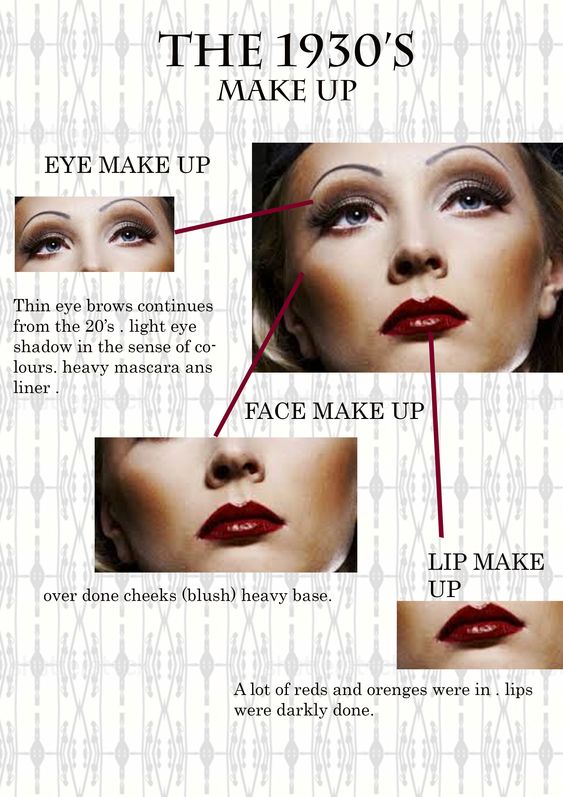 THE 1930'S
MAKE UP
EYE MAKE UP
Thin eye brows continues
from the 20's . light eye
shadow in the sense of co-
lours. heavy mascara ans
liner .
FACE MAKE UP
over done cheeks (blush) heavy base.
LIP MAKE
UP
A lot of reds and orenges were in . lips
were darkly done.